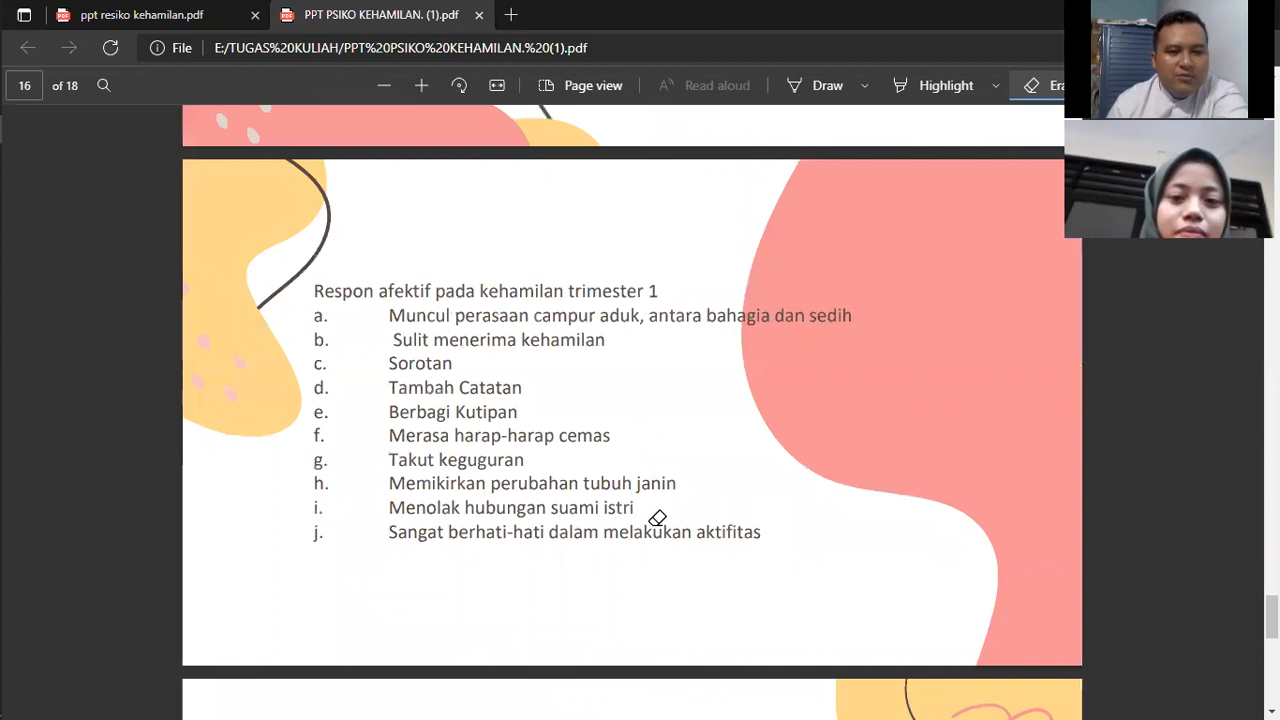 ppt resiko kehamilan.pdf
PPT PSIKO KEHAMILAN. (1).pdf
File
E:/TUGAS%20KULIAH/PPT%20PSIKO%20KEHAMILAN.%20(1).pdf
16 of 18
Page view
Read aloud
Draw
Highlight
Respon afektif pada kehamilan trimester 1
a. Muncul perasaan campur aduk, antara bahagia dan sedih
b. Sulit menerima kehamilan
c. Sorotan
d. Tambah Catatan
e. Berbagi Kutipan
f. Merasa harap-harap cemas
g. Takut keguguran
h. Memikirkan perubahan tubuh janin
i. Menolak hubungan suami istri
j. Sangat berhati-hati dalam melakukan aktifitas